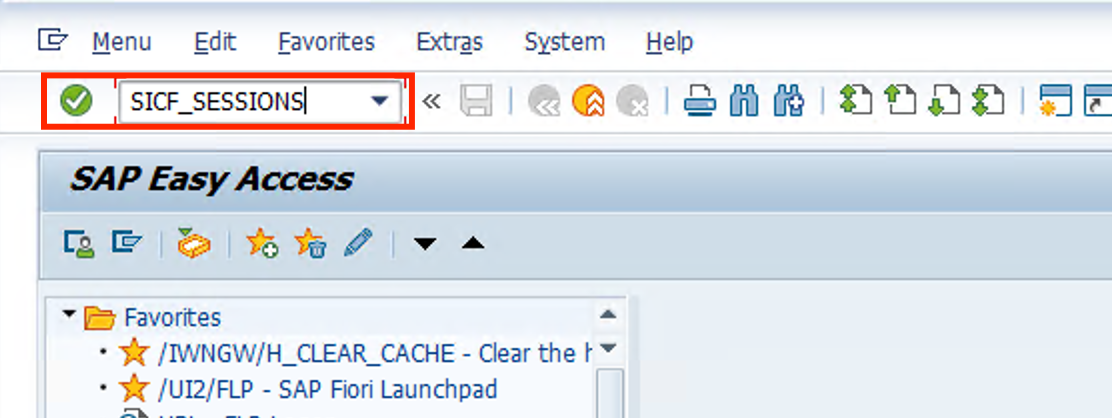 Menu Edit Favorites Extras System Help
SICF_SESSIONS
SAP Easy Access
Favorites
/IWNGW/H_CLEAR_CACHE - Clear the
/UI2/FLP - SAP Fiori Launchpad